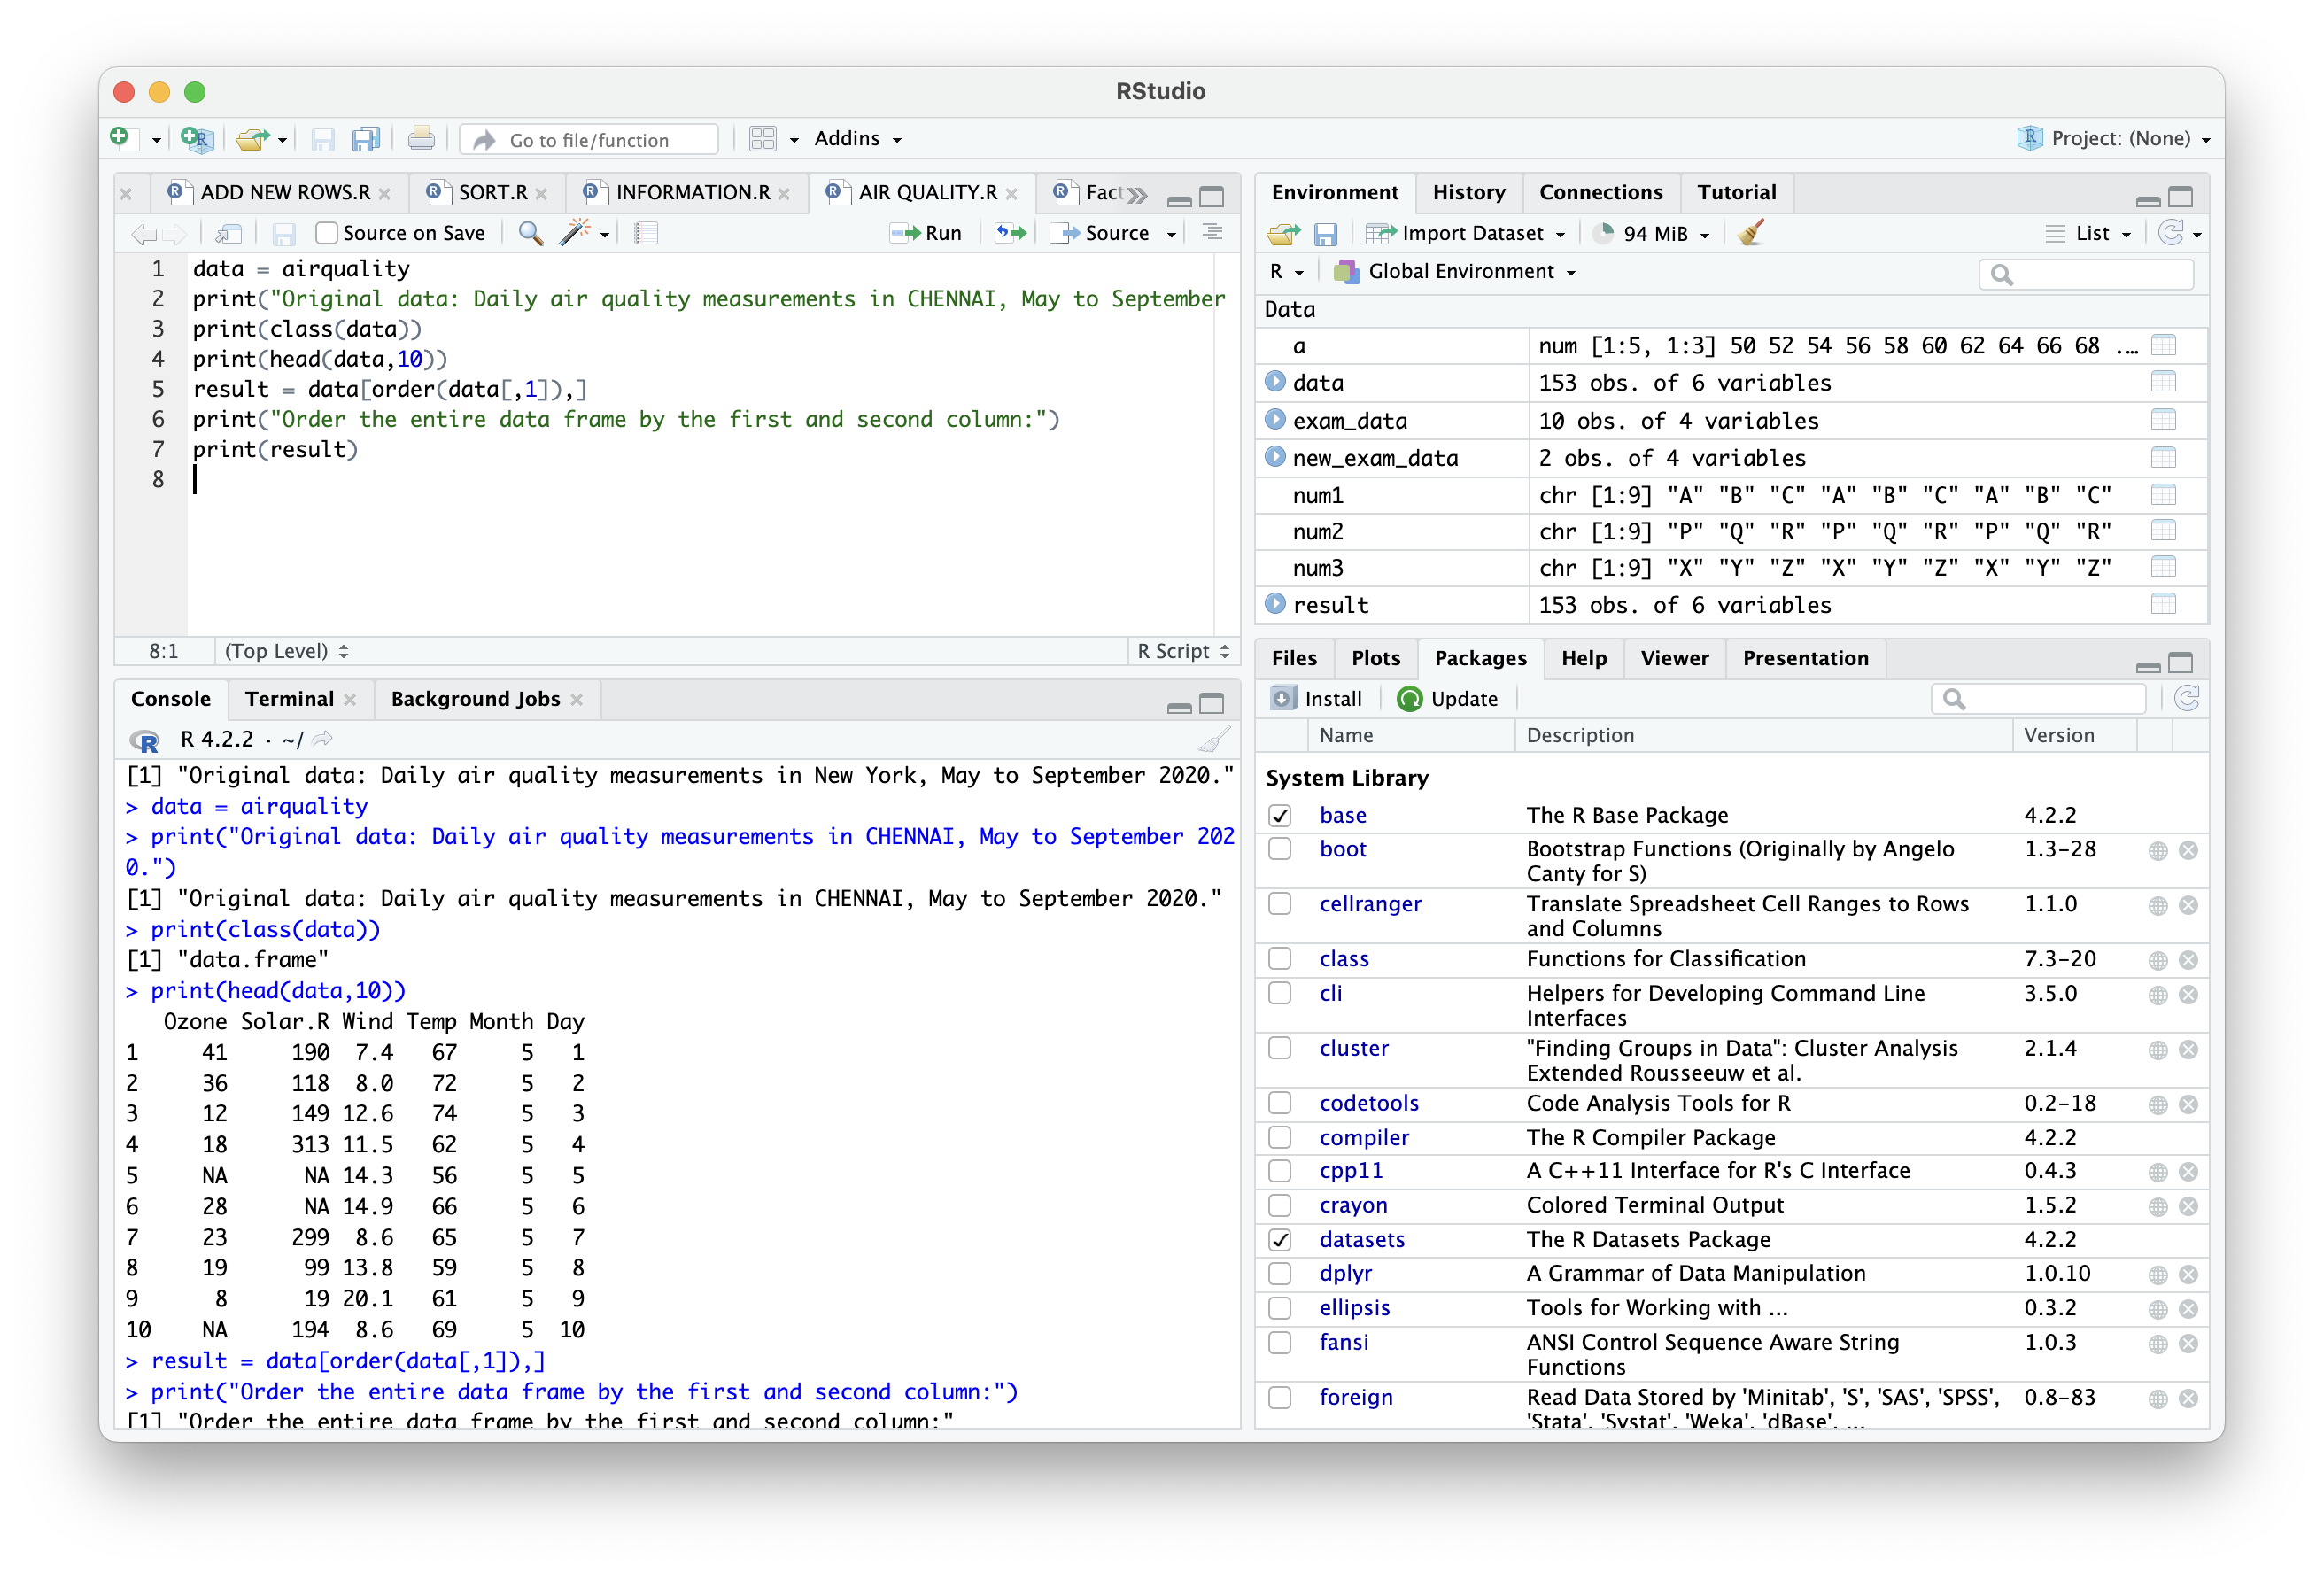 RStudio
Go to file/function
Addins
Project: (None)
ADD NEW ROWS.R
SORT.R
INFORMATION.R
AIR QUALITY.R
Fact
Source on Save
Run
Source
1 data = airquality
2 print("Original data: Daily air quality measurements in CHENNAI, May to September
3 print(class(data))
4 print(head(data,10))
5 result = data[order(data[,1]),]
6 print("Order the entire data frame by the first and second column:")
7 print(result)
8
8:1 (Top Level) R Script
Console Terminal Background Jobs
R 4.2.2 · ~/
[1] "Original data: Daily air quality measurements in New York, May to September 2020."
> data = airquality
> print("Original data: Daily air quality measurements in CHENNAI, May to September 202
0.")
[1] "Original data: Daily air quality measurements in CHENNAI, May to September 2020."
> print(class(data))
[1] "data.frame"
> print(head(data,10))
Ozone Solar.R Wind Temp Month Day
1 41 190 7.4 67 5 1
2 36 118 8.0 72 5 2
3 12 149 12.6 74 5 3
4 18 313 11.5 62 5 4
5 NA NA 14.3 56 5 5
6 28 NA 14.9 66 5 6
7 23 299 8.6 65 5 7
8 19 99 13.8 59 5 8
9 8 19 20.1 61 5 9
10 NA 194 8.6 69 5 10
> result = data[order(data[,1]),]
> print("Order the entire data frame by the first and second column:")
[1] "Order the entire data frame by the first and second column:"
Environment History Connections Tutorial
Import Dataset 94 MiB List
R Global Environment
Data
a num [1:5, 1:3] 50 52 54 56 58 60 62 64 66 68 ...
data 153 obs. of 6 variables
exam_data 10 obs. of 4 variables
new_exam_data 2 obs. of 4 variables
num1 chr [1:9] "A" "B" "C" "A" "B" "C" "A" "B" "C"
num2 chr [1:9] "P" "Q" "R" "P" "Q" "R" "P" "Q" "R"
num3 chr [1:9] "X" "Y" "Z" "X" "Y" "Z" "X" "Y" "Z"
result 153 obs. of 6 variables
Files Plots Packages Help Viewer Presentation
Install Update
Name Description Version
System Library
base The R Base Package 4.2.2
boot Bootstrap Functions (Originally by Angelo 1.3-28
Canty for S)
cellranger Translate Spreadsheet Cell Ranges to Rows 1.1.0
and Columns
class Functions for Classification 7.3-20
cli Helpers for Developing Command Line 3.5.0
Interfaces
cluster "Finding Groups in Data": Cluster Analysis 2.1.4
Extended Rousseeuw et al.
codetools Code Analysis Tools for R 0.2-18
compiler The R Compiler Package 4.2.2
cpp11 A C++11 Interface for R's C Interface 0.4.3
crayon Colored Terminal Output 1.5.2
datasets The R Datasets Package 4.2.2
dplyr A Grammar of Data Manipulation 1.0.10
ellipsis Tools for Working with ... 0.3.2
fansi ANSI Control Sequence Aware String 1.0.3
Functions
foreign Read Data Stored by 'Minitab', 'S', 'SAS', 'SPSS', 0.8-83
'Stata', 'Systat', 'Weka', 'dBase', ...